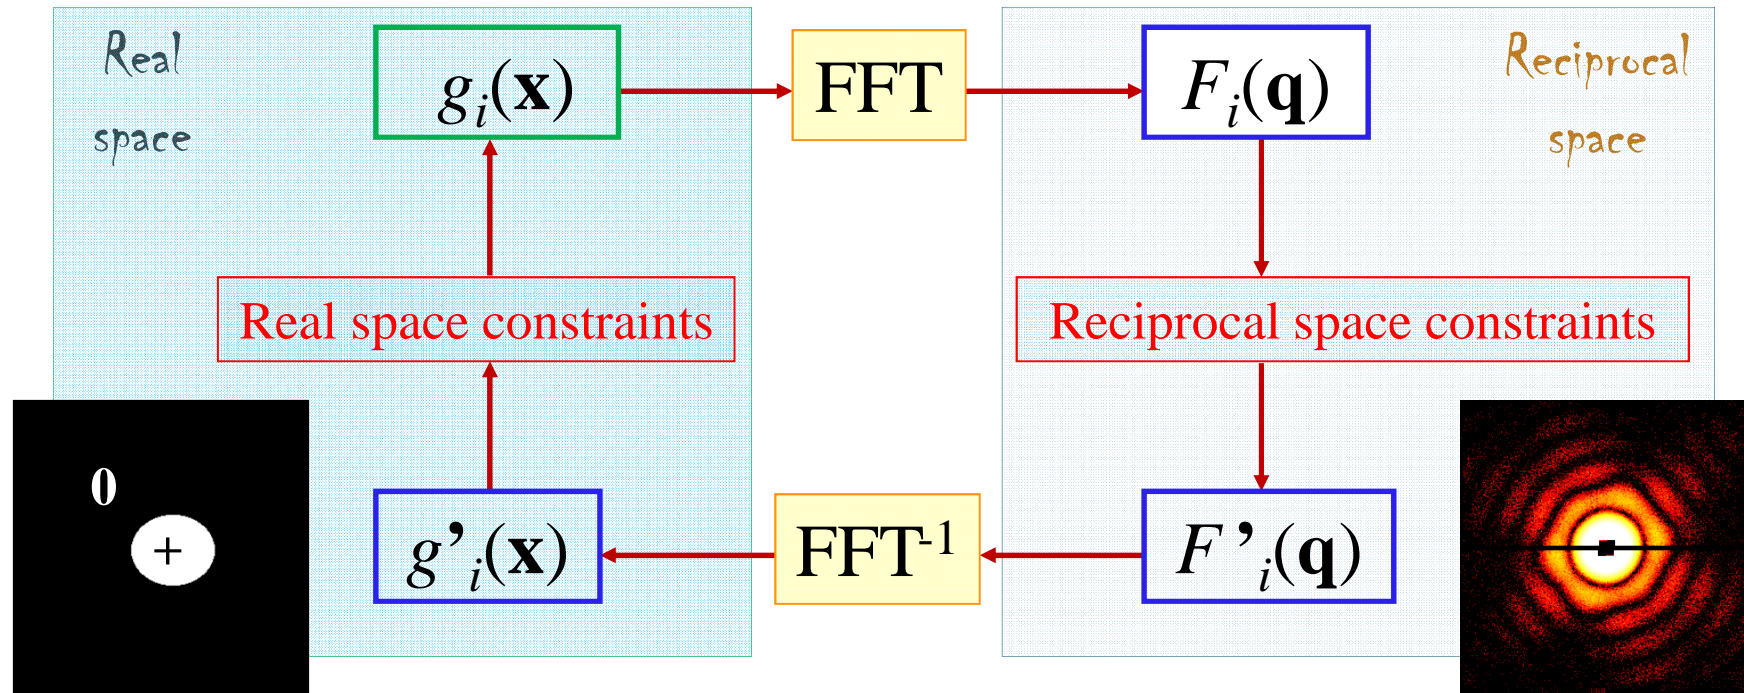 Real
space
g_i(x)
FFT
F_i(q)
Reciprocal
space
Real space constraints
Reciprocal space constraints
0
+
g'_i(x)
FFT^-1
F'_i(q)